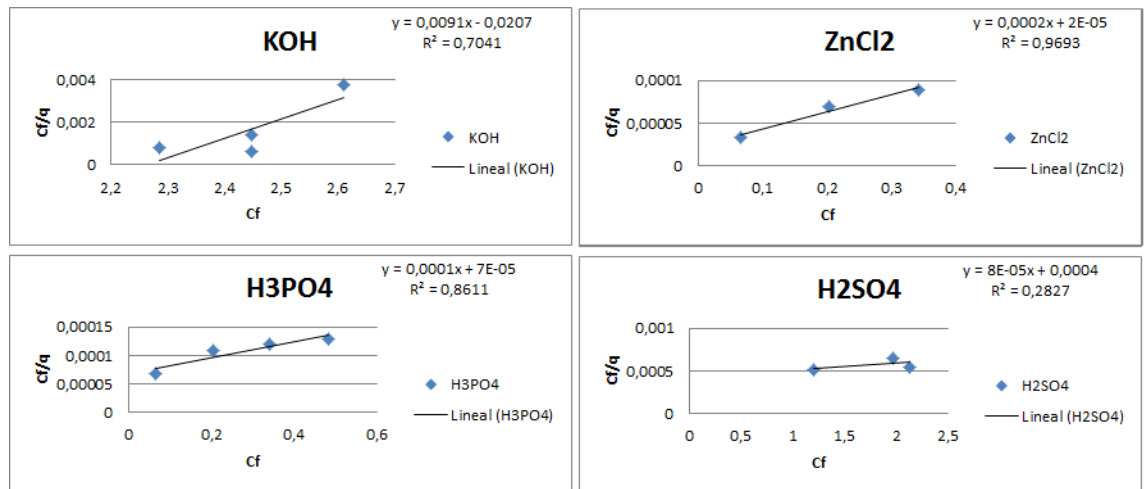 KOH
y = 0,0091x - 0,0207
R² = 0,7041
0,004
0,002
0
Cf/q
2,2 2,3 2,4 2,5 2,6 2,7
Cf
KOH
Lineal (KOH)
ZnCl2
y = 0,0002x + 2E-05
R² = 0,9693
0,0001
0,00005
0
Cf/q
0 0,1 0,2 0,3 0,4
Cf
ZnCl2
Lineal (ZnCl2)
H3PO4
y = 0,0001x + 7E-05
R² = 0,8611
0,00015
0,0001
0,00005
0
Cf/q
0 0,2 0,4 0,6
Cf
H3PO4
Lineal (H3PO4)
H2SO4
y = 8E-05x + 0,0004
R² = 0,2827
0,001
0,0005
0
Cf/q
0 0,5 1 1,5 2 2,5
Cf
H2SO4
Lineal (H2SO4)